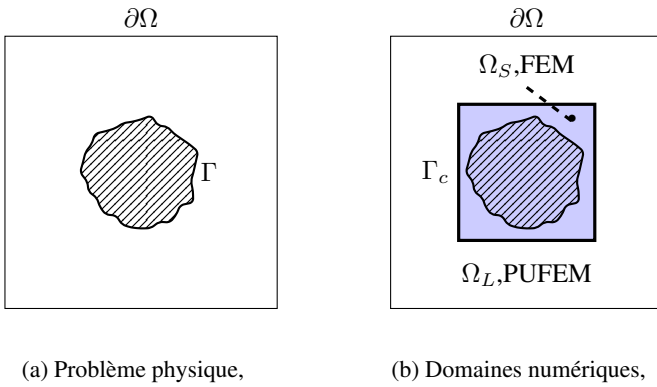 ∂Ω
∂Ω
Ω_S,FEM
Γ
Γ_c
Ω_L,PUFEM
(a) Problème physique,
(b) Domaines numériques,